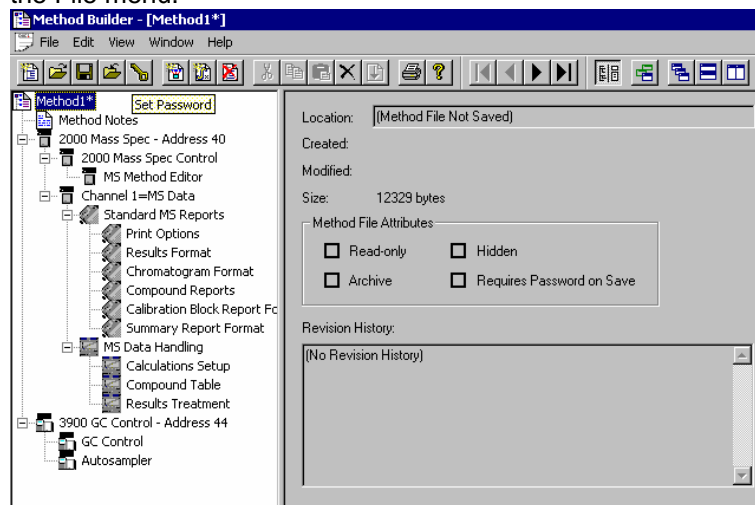 the File menu.
Method Builder - [Method1*]
File Edit View Window Help
Method1*
Set Password
Method Notes
2000 Mass Spec - Address 40
2000 Mass Spec Control
MS Method Editor
Channel 1=MS Data
Standard MS Reports
Print Options
Results Format
Chromatogram Format
Compound Reports
Calibration Block Report Fo
Summary Report Format
MS Data Handling
Calculations Setup
Compound Table
Results Treatment
3900 GC Control - Address 44
GC Control
Autosampler
Location: (Method File Not Saved)
Created:
Modified:
Size: 12329 bytes
Method File Attributes
Read-only Hidden
Archive Requires Password on Save
Revision History:
(No Revision History)